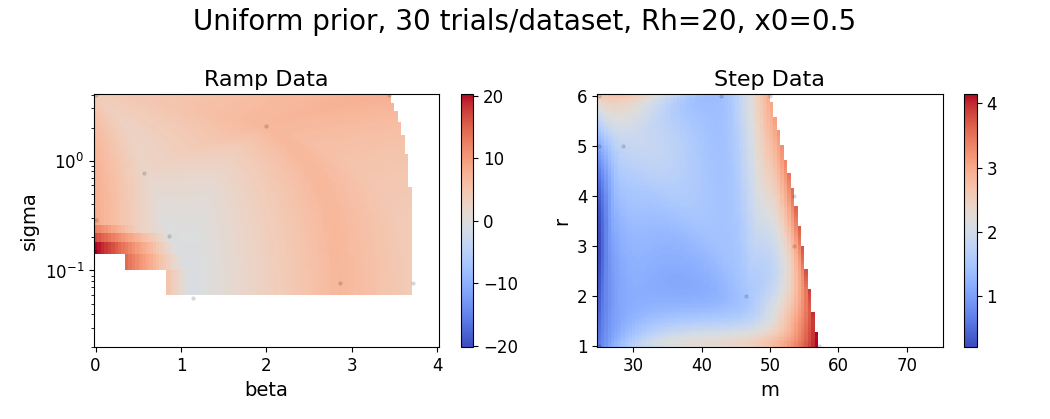 Uniform prior, 30 trials/dataset, Rh=20, x0=0.5
Ramp Data
Step Data
sigma
10⁰
10⁻¹
0 1 2 3 4
beta
20
10
0
−10
−20
r
6
5
4
3
2
1
30 40 50 60 70
m
4
3
2
1